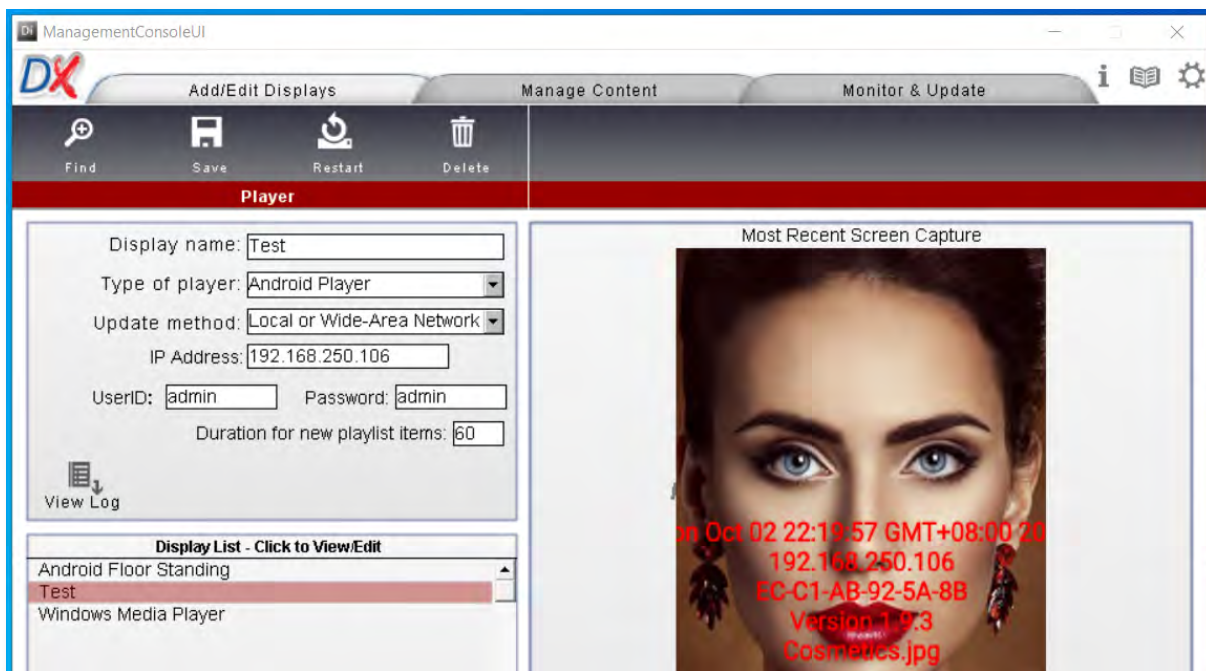 Di ManagementConsoleUI
DX
Add/Edit Displays Manage Content Monitor & Update
Find Save Restart Delete
Player
Display name: Test
Type of player: Android Player
Update method: Local or Wide-Area Network
IP Address: 192.168.250.106
UserID: admin Password: admin
Duration for new playlist items: 60
View Log
Display List - Click to View/Edit
Android Floor Standing
Test
Windows Media Player
Most Recent Screen Capture
Oct 02 22:19:57 GMT+08:00 20
192.168.250.106
EC-C1-AB-92-5A-8B
Version 1.9.3
Cosmetics.jpg